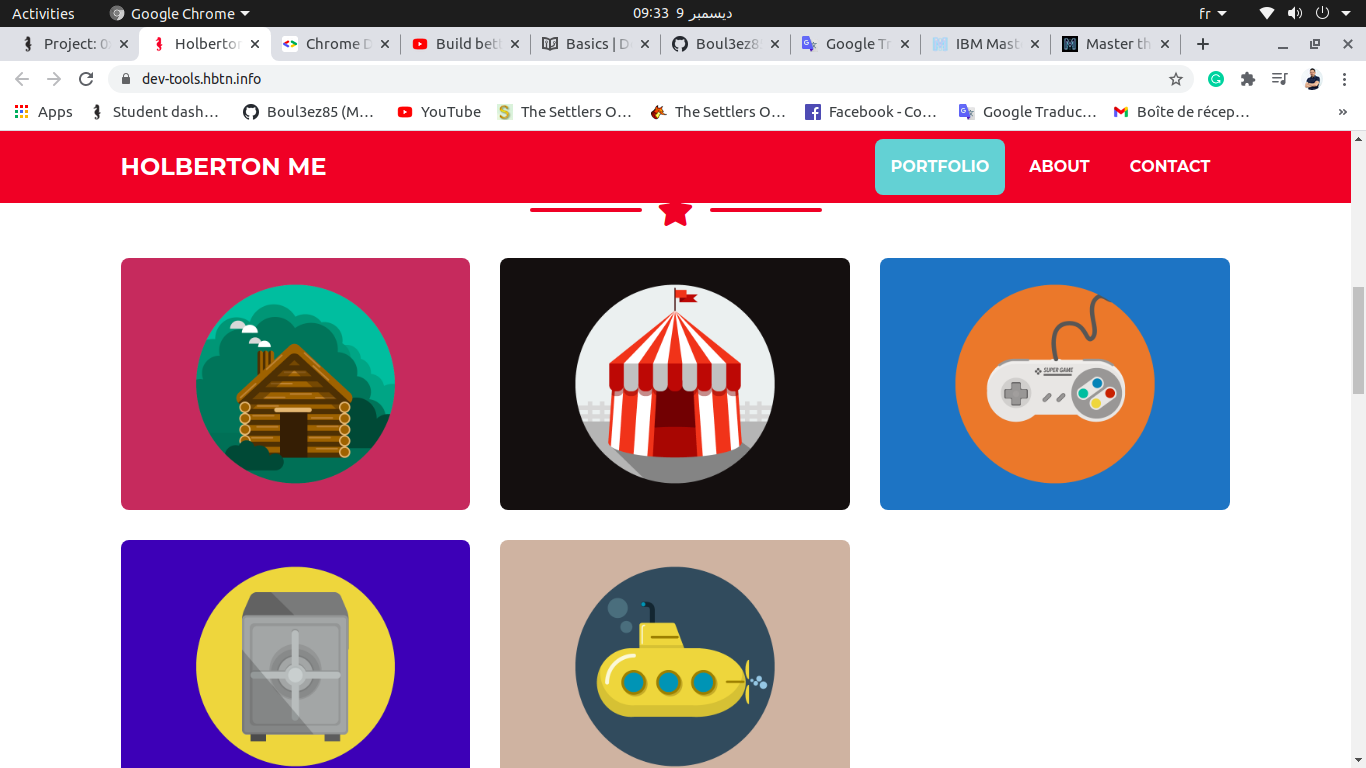 Activities Google Chrome 09:33 9 ديسمبر fr
Project: 0 Holberton Chrome D Build bett Basics | D Boul3ez8 Google Tr IBM Mast Master th
dev-tools.hbtn.info
Apps Student dash… Boul3ez85 (M… YouTube The Settlers O… The Settlers O… Facebook - Co… Google Traduc… Boîte de récep… »
HOLBERTON ME PORTFOLIO ABOUT CONTACT
SUPER GAME